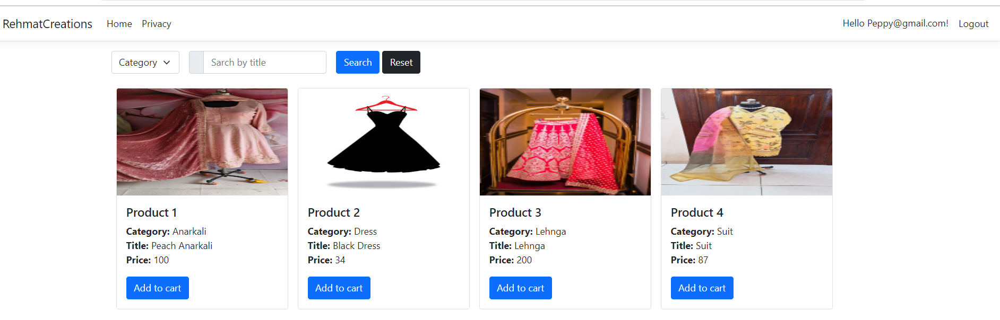 RehmatCreations Home Privacy Hello Peppy@gmail.com! Logout
Category Sarch by title Search Reset
Product 1
Category: Anarkali
Title: Peach Anarkali
Price: 100
Add to cart
Product 2
Category: Dress
Title: Black Dress
Price: 34
Add to cart
Product 3
Category: Lehnga
Title: Lehnga
Price: 200
Add to cart
Product 4
Category: Suit
Title: Suit
Price: 87
Add to cart